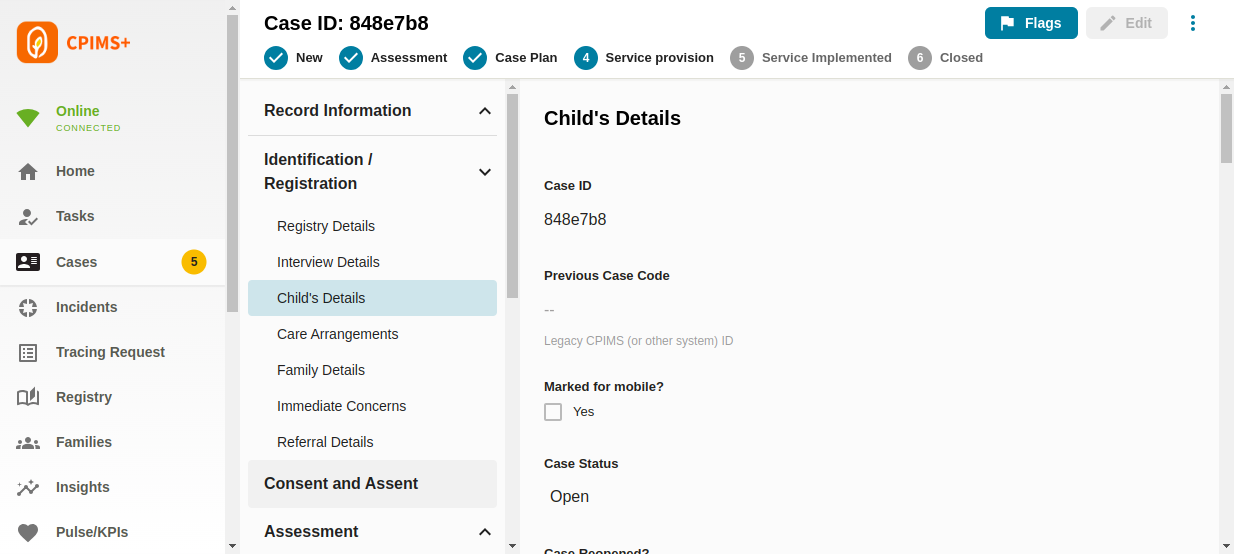 CPIMS+
Online
CONNECTED
Home
Tasks
Cases
5
Incidents
Tracing Request
Registry
Families
Insights
Pulse/KPIs
Case ID: 848e7b8
Flags
Edit
New
Assessment
Case Plan
4 Service provision
5 Service Implemented
6 Closed
Record Information
Identification /
Registration
Registry Details
Interview Details
Child's Details
Care Arrangements
Family Details
Immediate Concerns
Referral Details
Consent and Assent
Assessment
Child's Details
Case ID
848e7b8
Previous Case Code
--
Legacy CPIMS (or other system) ID
Marked for mobile?
Yes
Case Status
Open
Case Reopened?